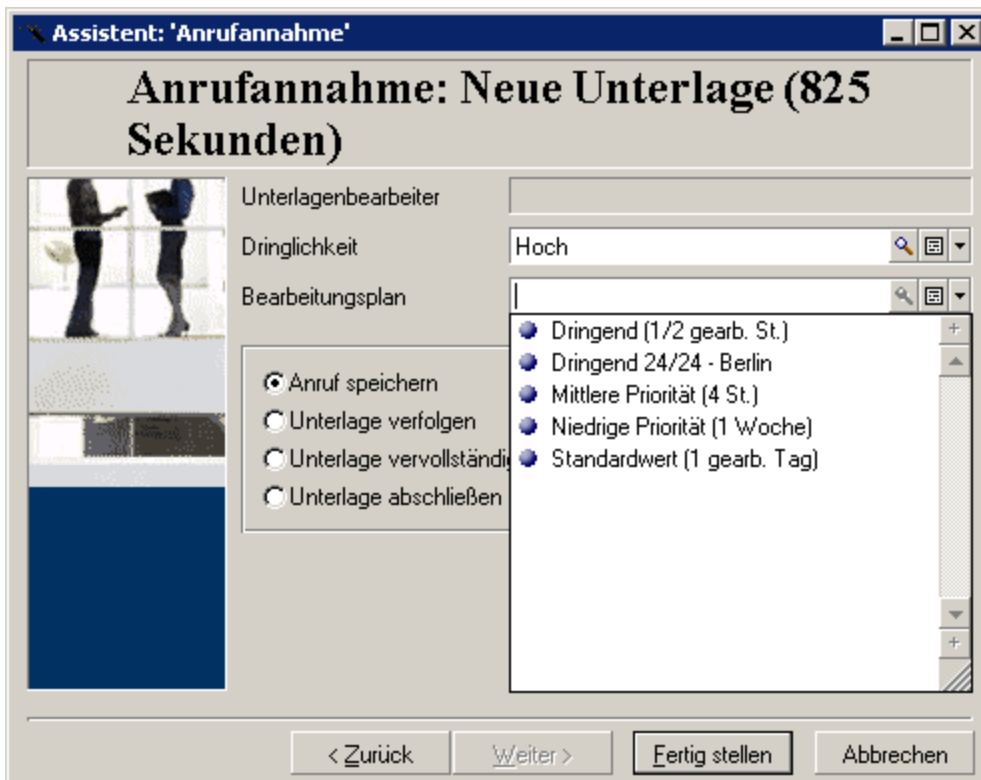 Assistent: 'Anrufannahme'
Anrufannahme: Neue Unterlage (825
Sekunden)
Unterlagenbearbeiter
Dringlichkeit
Hoch
Bearbeitungsplan
Dringend (1/2 gearb. St.)
Dringend 24/24 - Berlin
Mittlere Priorität (4 St.)
Niedrige Priorität (1 Woche)
Standardwert (1 gearb. Tag)
Anruf speichern
Unterlage verfolgen
Unterlage vervollständi
Unterlage abschließen
< Zurück
Weiter >
Fertig stellen
Abbrechen